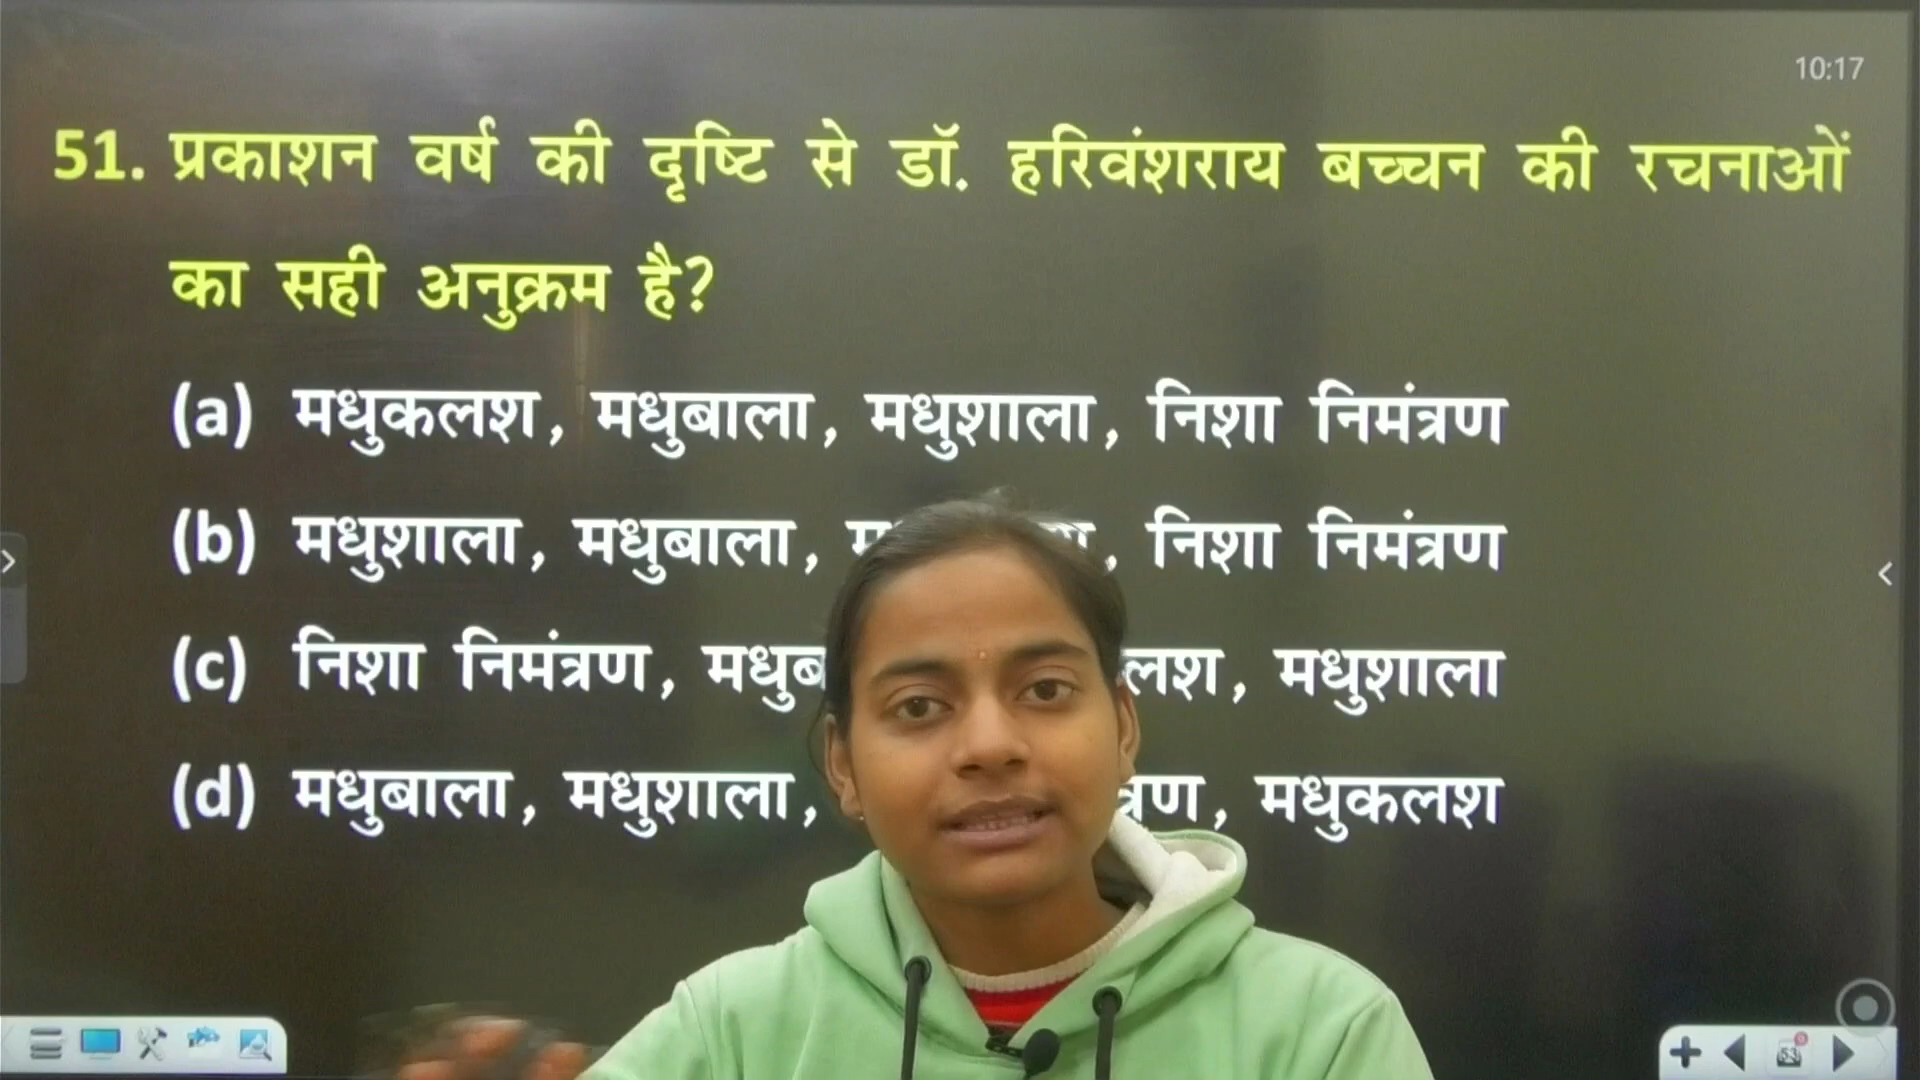 10:17
51. प्रकाशन वर्ष की दृष्टि से डॉ. हरिवंशराय बच्चन की रचनाओं
का सही अनुक्रम है?
(a) मधुकलश, मधुबाला, मधुशाला, निशा निमंत्रण
(b) मधुशाला, मधुबाला, निशा निमंत्रण
(c) निशा निमंत्रण, मधुशाला
(d) मधुबाला, मधुशाला, मधुकलश